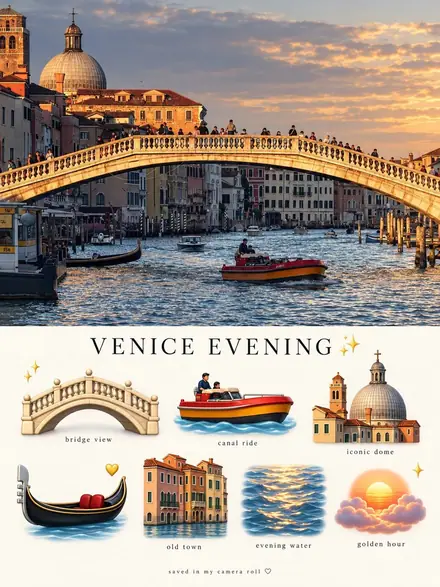 VENICE EVENING
bridge view
canal ride
iconic dome
old town
evening water
golden hour
saved in my camera roll ♡